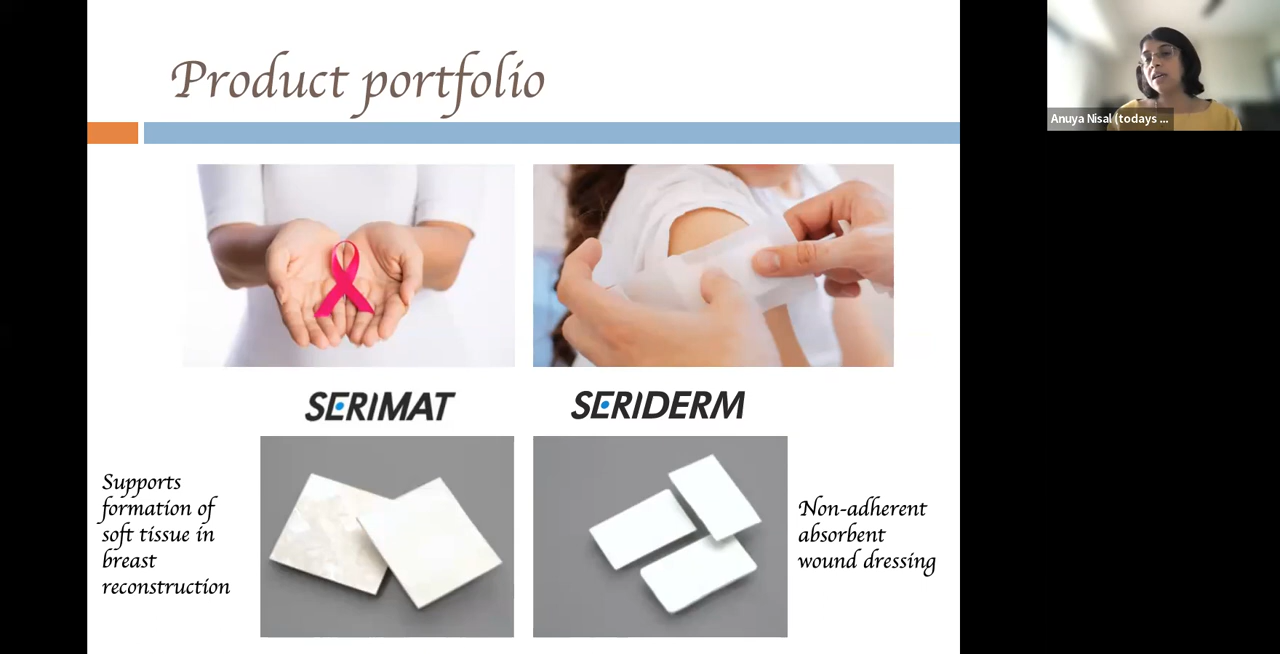 Product portfolio
Anuya Nisal (todays ...
SERIMAT
SERIDERM
Supports
formation of
soft tissue in
breast
reconstruction
Non-adherent
absorbent
wound dressing